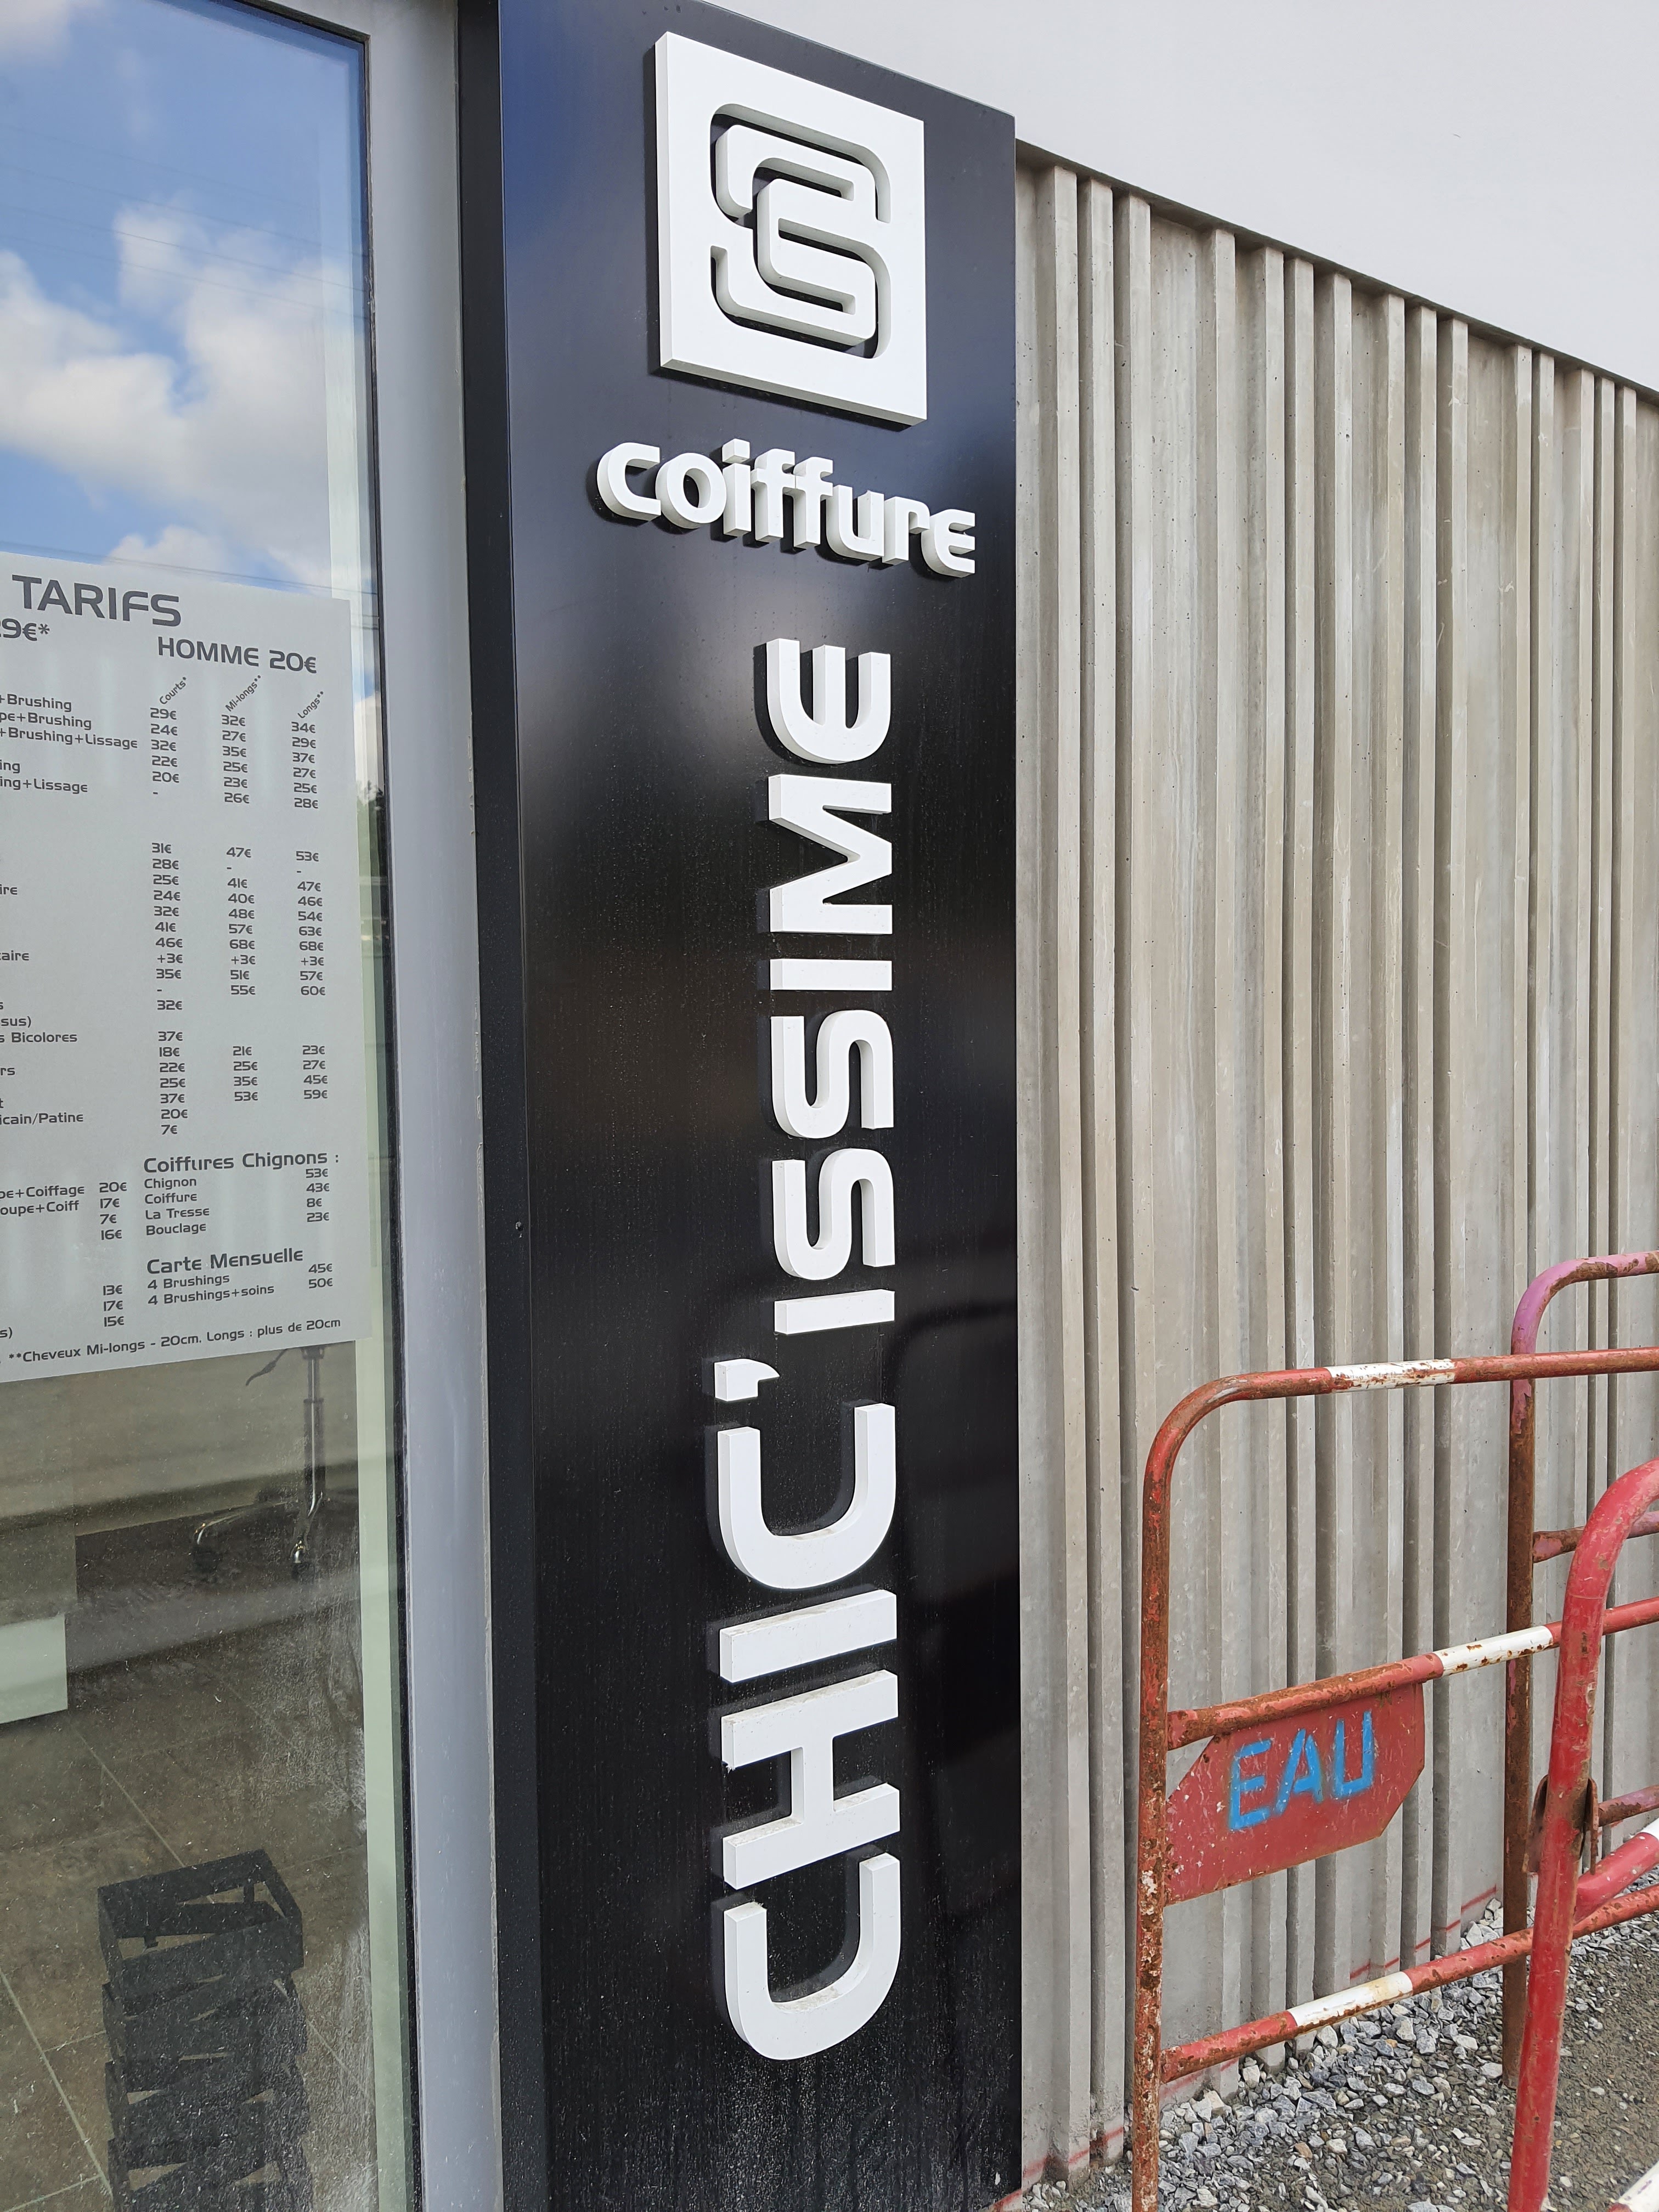 coiffure
CHIC'ISSIME
TARIFS
29€*
HOMME 20€
Courts* Mi-longs** Longs**
+Brushing 29€ 32€ 34€
pe+Brushing 24€ 27€ 29€
+Brushing+Lissage 32€ 35€ 37€
22€ 25€ 27€
ing 20€ 23€ 25€
ing+Lissage - 26€ 28€
31€ 47€ 53€
28€ - -
25€ 41€ 47€
ire 24€ 40€ 46€
32€ 48€ 54€
41€ 57€ 63€
46€ 68€ 68€
aire +3€ +3€ +3€
35€ 51€ 57€
- 55€ 60€
s 32€
sus)
s Bicolores 37€
18€ 21€ 23€
rs 22€ 25€ 27€
25€ 35€ 45€
t 37€ 53€ 59€
icain/Patine 20€
7€
pe+Coiffage 20€
oupe+Coiff 17€
7€
16€
13€
17€
s) 15€
Coiffures Chignons :
Chignon 53€
Coiffure 43€
La Tresse 8€
Bouclage 23€
Carte Mensuelle
4 Brushings 45€
4 Brushings+soins 50€
**Cheveux Mi-longs - 20cm. Longs : plus de 20cm
EAU